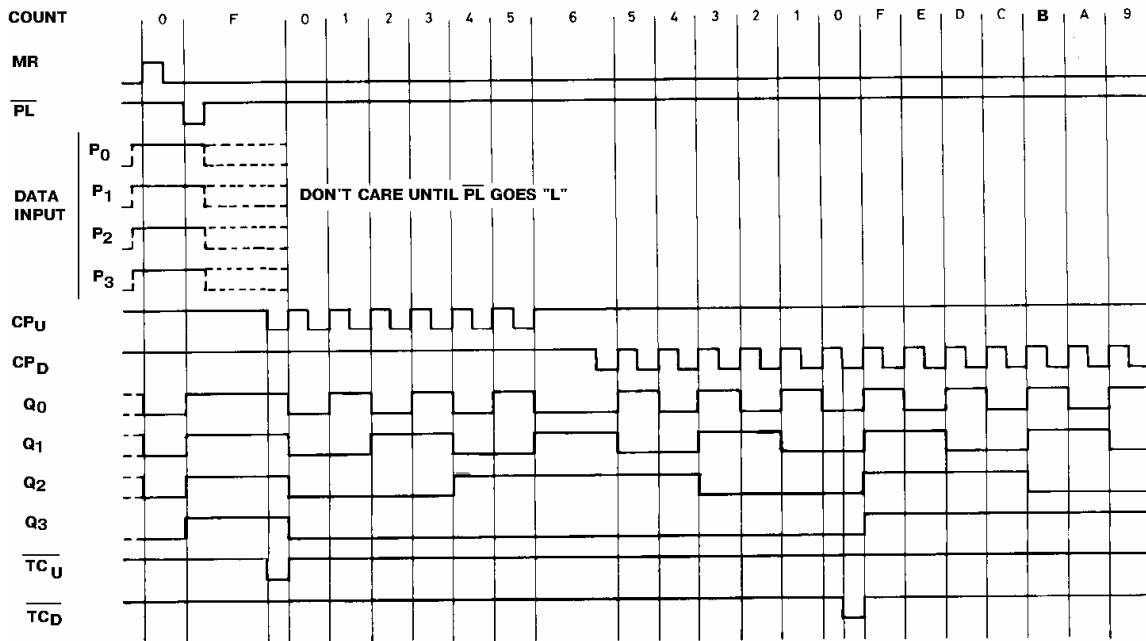 COUNT 0 F 0 1 2 3 4 5 6 5 4 3 2 1 0 F E D C B A 9
MR
PL
P0
P1
DATA INPUT
DON'T CARE UNTIL PL GOES "L"
P2
P3
CPU
CPD
Q0
Q1
Q2
Q3
TCU
TCD